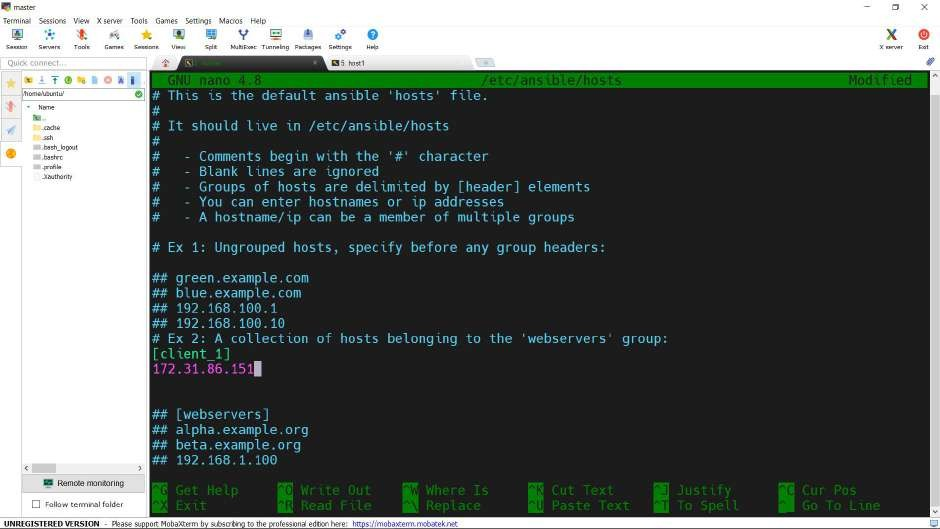 master
Terminal Sessions View X server Tools Games Settings Macros Help
Session Servers Tools Games Sessions View Split MultiExec Tunneling Packages Settings Help X server Exit
Quick connect...
5. host1
/home/ubuntu/
Name
..
.cache
.ssh
.bash_logout
.bashrc
.profile
.Xauthority
Remote monitoring
Follow terminal folder
GNU nano 4.8 /etc/ansible/hosts Modified
# This is the default ansible 'hosts' file.
#
# It should live in /etc/ansible/hosts
#
#   - Comments begin with the '#' character
#   - Blank lines are ignored
#   - Groups of hosts are delimited by [header] elements
#   - You can enter hostnames or ip addresses
#   - A hostname/ip can be a member of multiple groups
# Ex 1: Ungrouped hosts, specify before any group headers:
## green.example.com
## blue.example.com
## 192.168.100.1
## 192.168.100.10
# Ex 2: A collection of hosts belonging to the 'webservers' group:
[client_1]
172.31.86.151
## [webservers]
## alpha.example.org
## beta.example.org
## 192.168.1.100
^G Get Help ^O Write Out ^W Where Is ^K Cut Text ^J Justify ^C Cur Pos
^X Exit ^R Read File ^\ Replace ^U Paste Text ^T To Spell ^_ Go To Line
UNREGISTERED VERSION - Please support MobaXterm by subscribing to the professional edition here: https://mobaxterm.mobatek.net